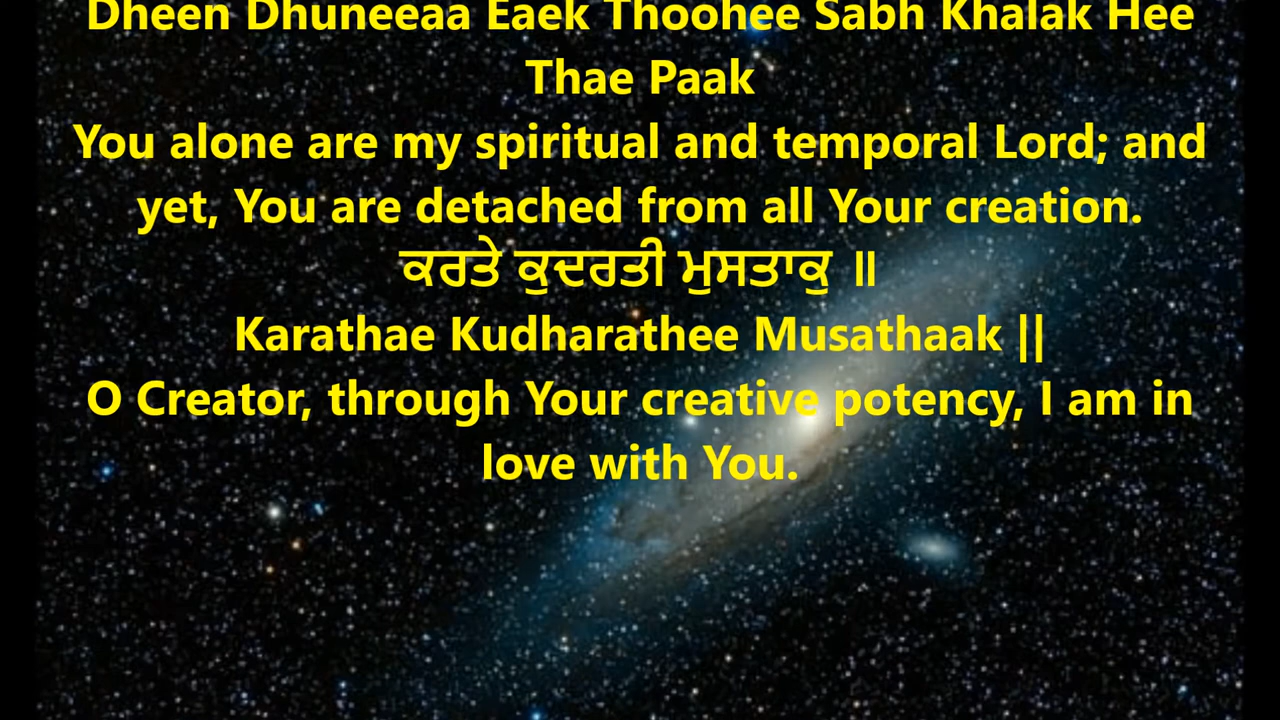 Dheen Dhuneeaa Eaek Thoohee Sabh Khalak Hee
Thae Paak
You alone are my spiritual and temporal Lord; and
yet, You are detached from all Your creation.
ਕਰਤੇ ਕੁਦਰਤੀ ਮੁਸਤਾਕੁ ॥
Karathae Kudharathee Musathaak ||
O Creator, through Your creative potency, I am in
love with You.